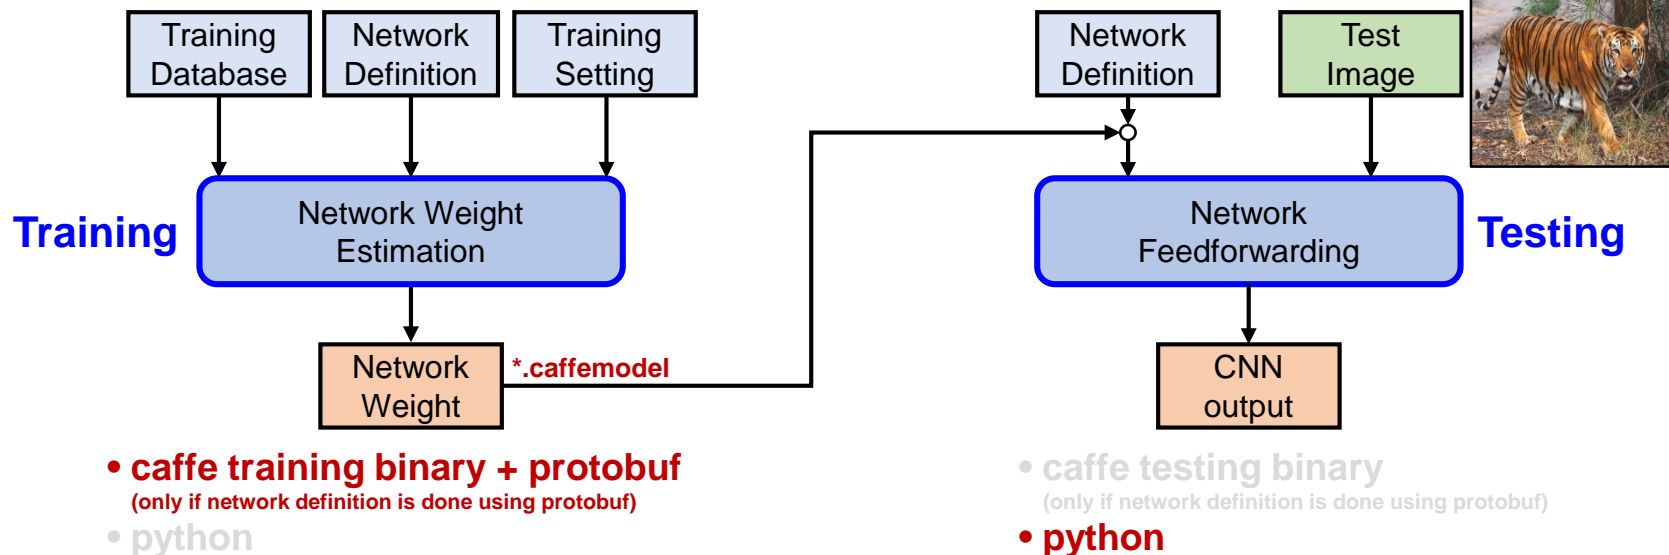 Training
Database
Network
Definition
Training
Setting
Network
Definition
Test
Image
Training
Network Weight
Estimation
Network
Feedforwarding
Testing
Network
Weight
*.caffemodel
CNN
output
• caffe training binary + protobuf
(only if network definition is done using protobuf)
• python
• caffe testing binary
(only if network definition is done using protobuf)
• python